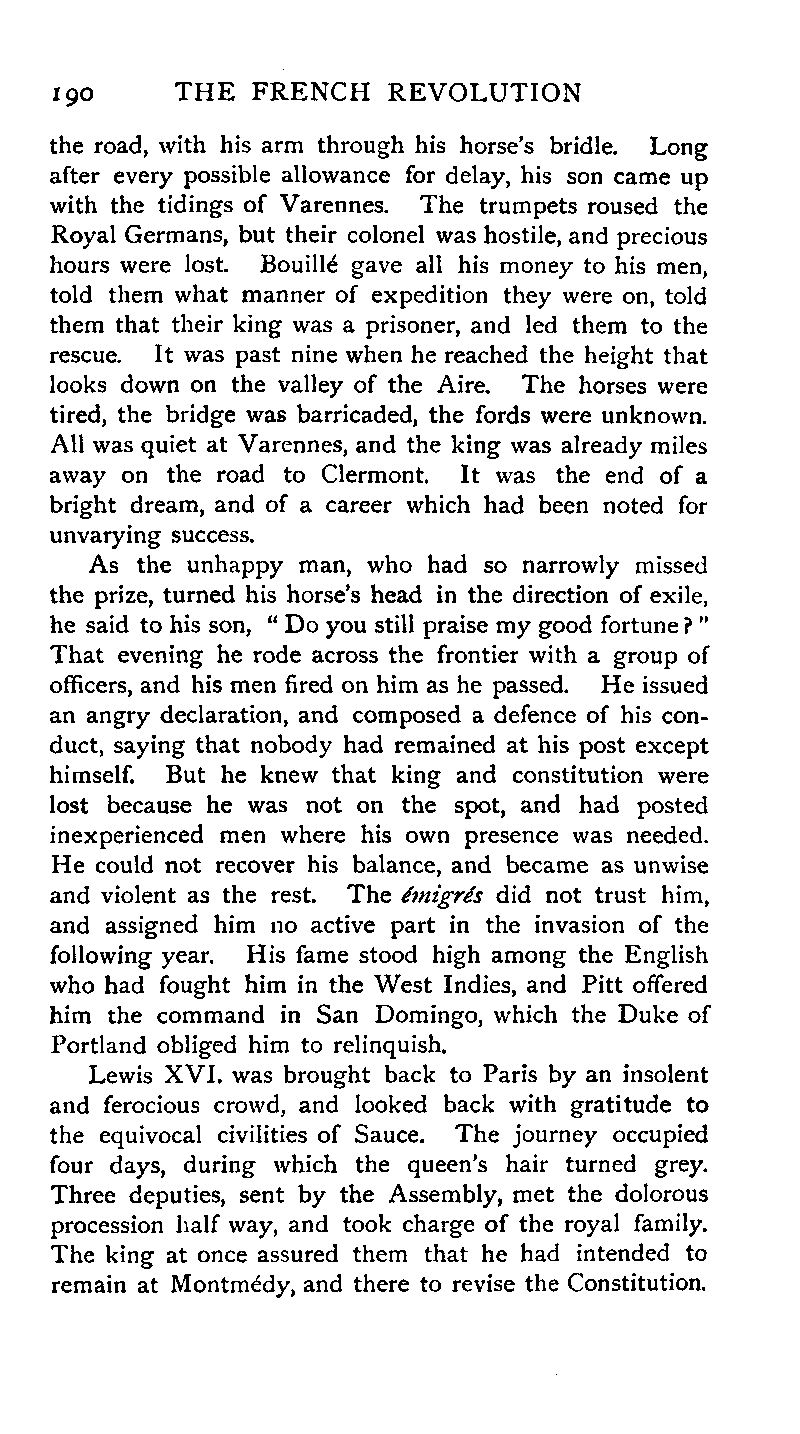 190 THE FRENCH REVOLUTION
the road, with his arm through his horse's bridle. Long
after every possible allowance for delay, his son came up
with the tidings of Varennes. The trumpets roused the
Royal Germans, but their colonel was hostile, and precious
hours were lost. Bouillé gave all his money to his men,
told them what manner of expedition they were on, told
them that their king was a prisoner, and led them to the
rescue. It was past nine when he reached the height that
looks down on the valley of the Aire. The horses were
tired, the bridge was barricaded, the fords were unknown.
All was quiet at Varennes, and the king was already miles
away on the road to Clermont. It was the end of a
bright dream, and of a career which had been noted for
unvarying success.
As the unhappy man, who had so narrowly missed
the prize, turned his horse's head in the direction of exile,
he said to his son, "Do you still praise my good fortune?"
That evening he rode across the frontier with a group of
officers, and his men fired on him as he passed. He issued
an angry declaration, and composed a defence of his con-
duct, saying that nobody had remained at his post except
himself. But he knew that king and constitution were
lost because he was not on the spot, and had posted
inexperienced men where his own presence was needed.
He could not recover his balance, and became as unwise
and violent as the rest. The émigrés did not trust him,
and assigned him no active part in the invasion of the
following year. His fame stood high among the English
who had fought him in the West Indies, and Pitt offered
him the command in San Domingo, which the Duke of
Portland obliged him to relinquish.
Lewis XVI. was brought back to Paris by an insolent
and ferocious crowd, and looked back with gratitude to
the equivocal civilities of Sauce. The journey occupied
four days, during which the queen's hair turned grey.
Three deputies, sent by the Assembly, met the dolorous
procession half way, and took charge of the royal family.
The king at once assured them that he had intended to
remain at Montmédy, and there to revise the Constitution.